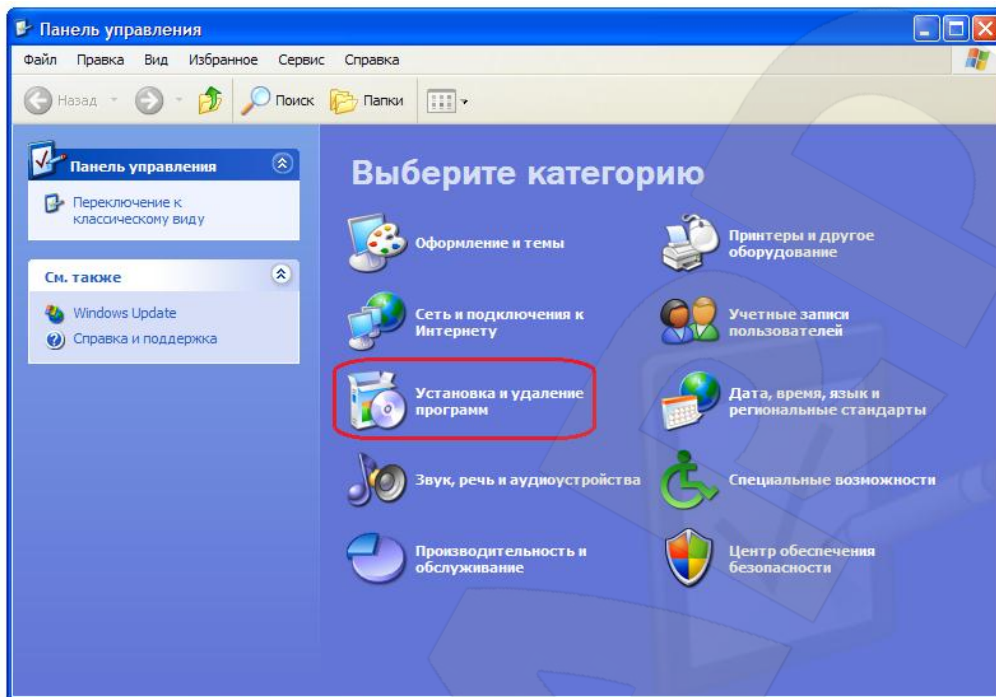 Панель управления
Файл Правка Вид Избранное Сервис Справка
Назад Поиск Папки
Панель управления
Переключение к
классическому виду
См. также
Windows Update
Справка и поддержка
Выберите категорию
Оформление и темы
Принтеры и другое
оборудование
Сеть и подключения к
Интернету
Учетные записи
пользователей
Установка и удаление
программ
Дата, время, язык и
региональные стандарты
Звук, речь и аудиоустройства
Специальные возможности
Производительность и
обслуживание
Центр обеспечения
безопасности